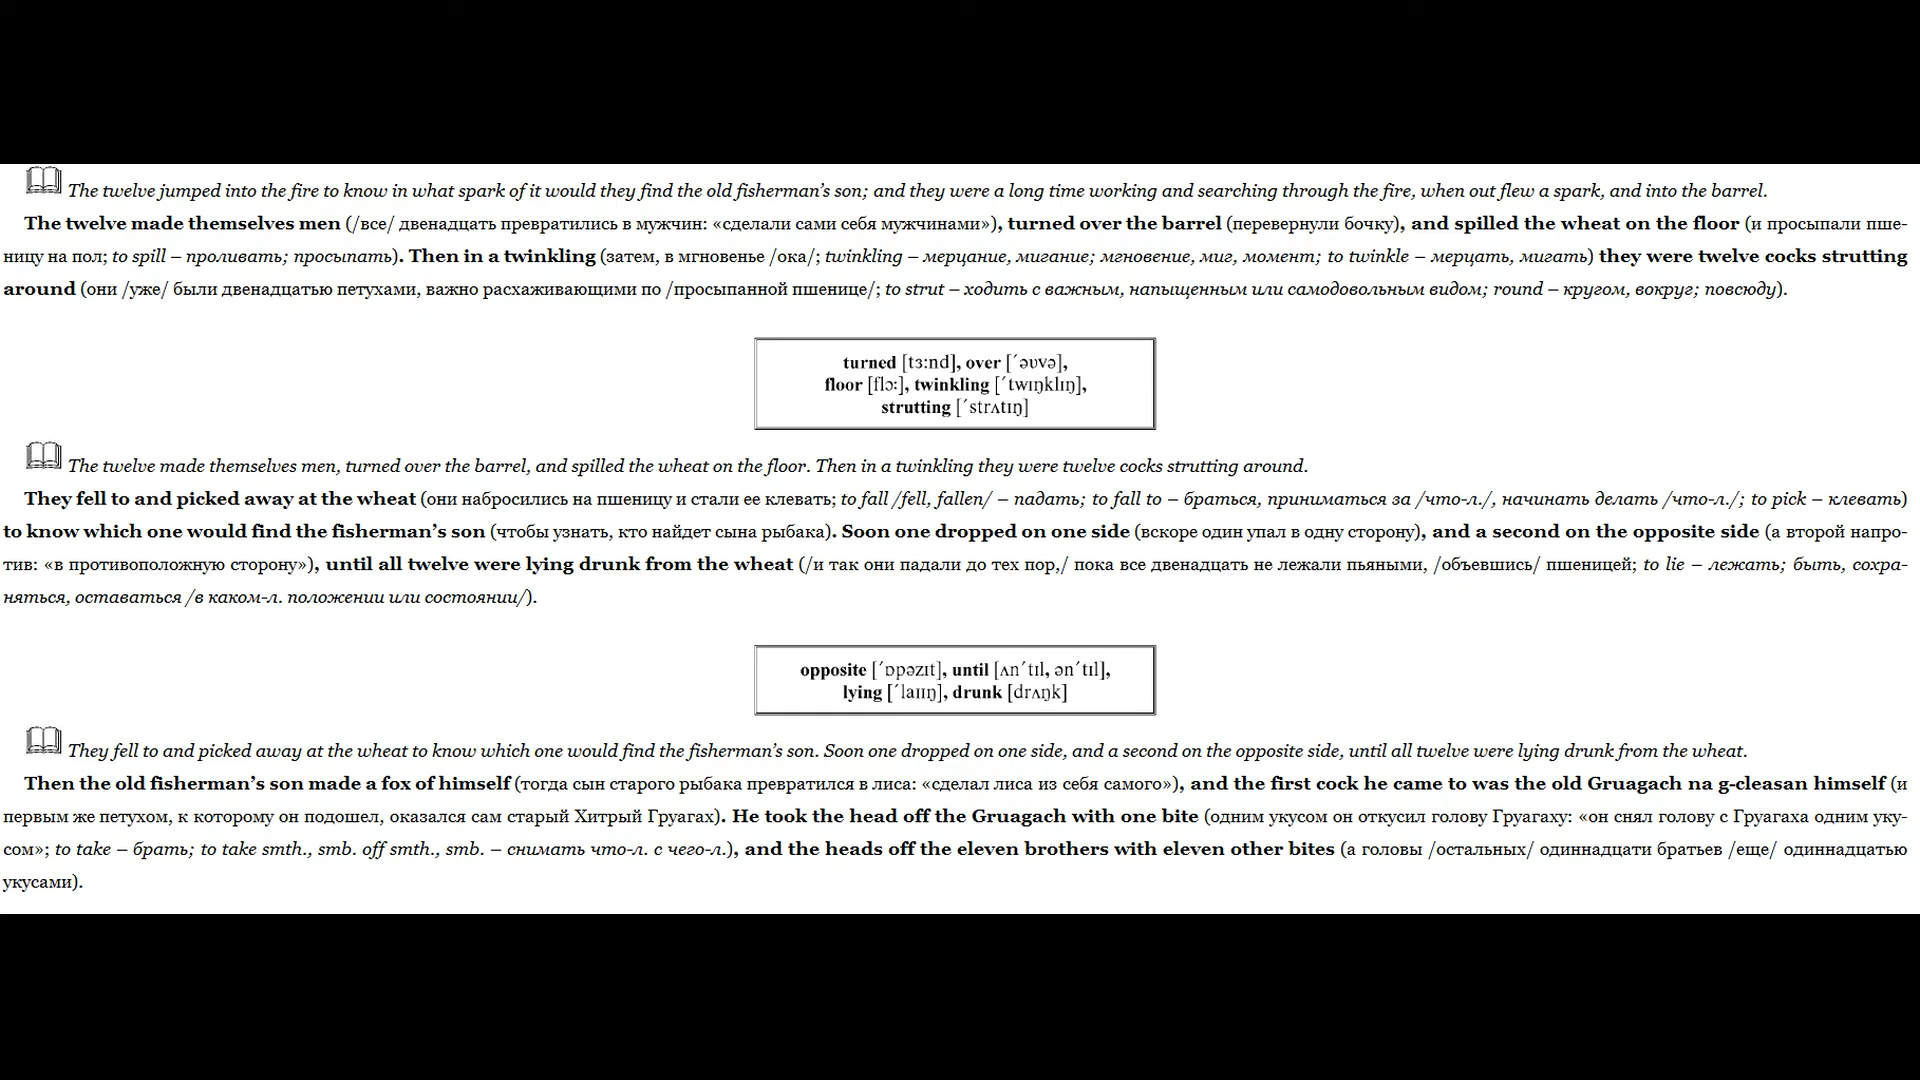 The twelve jumped into the fire to know in what spark of it would they find the old fisherman's son; and they were a long time working and searching through the fire, when out flew a spark, and into the barrel.
The twelve made themselves men (/все/ двенадцать превратились в мужчин: «сделали сами себя мужчинами»), turned over the barrel (перевернули бочку), and spilled the wheat on the floor (и просыпали пше-
ницу на пол; to spill – проливать; просыпать). Then in a twinkling (затем, в мгновенье /ока/; twinkling – мерцание, мигание; мгновение, миг, момент; to twinkle – мерцать, мигать) they were twelve cocks strutting
around (они /уже/ были двенадцатью петухами, важно расхаживающими по /просыпанной пшенице/; to strut – ходить с важным, напыщенным или самодовольным видом; round – кругом, вокруг; повсюду).
turned [tɜ:nd], over [´əʊvə],
floor [flɔ:], twinkling [´twɪŋklɪŋ],
strutting [´strʌtɪŋ]
The twelve made themselves men, turned over the barrel, and spilled the wheat on the floor. Then in a twinkling they were twelve cocks strutting around.
They fell to and picked away at the wheat (они набросились на пшеницу и стали ее клевать; to fall /fell, fallen/ – падать; to fall to – браться, приниматься за /что-л./, начинать делать /что-л./; to pick – клевать)
to know which one would find the fisherman's son (чтобы узнать, кто найдет сына рыбака). Soon one dropped on one side (вскоре один упал в одну сторону), and a second on the opposite side (а второй напро-
тив: «в противоположную сторону»), until all twelve were lying drunk from the wheat (/и так они падали до тех пор,/ пока все двенадцать не лежали пьяными, /объевшись/ пшеницей; to lie – лежать; быть, сохра-
няться, оставаться /в каком-л. положении или состоянии/).
opposite [´ɒpəzɪt], until [ʌn´tɪl, ən´tɪl],
lying [´laɪɪŋ], drunk [drʌŋk]
They fell to and picked away at the wheat to know which one would find the fisherman's son. Soon one dropped on one side, and a second on the opposite side, until all twelve were lying drunk from the wheat.
Then the old fisherman's son made a fox of himself (тогда сын старого рыбака превратился в лиса: «сделал лиса из себя самого»), and the first cock he came to was the old Gruagach na g-cleasan himself (и
первым же петухом, к которому он подошел, оказался сам старый Хитрый Груагах). He took the head off the Gruagach with one bite (одним укусом он откусил голову Груагаху: «он снял голову с Груагаха одним уку-
сом»; to take – брать; to take smth., smb. off smth., smb. – снимать что-л. с чего-л.), and the heads off the eleven brothers with eleven other bites (а головы /остальных/ одиннадцати братьев /еще/ одиннадцатью
укусами).